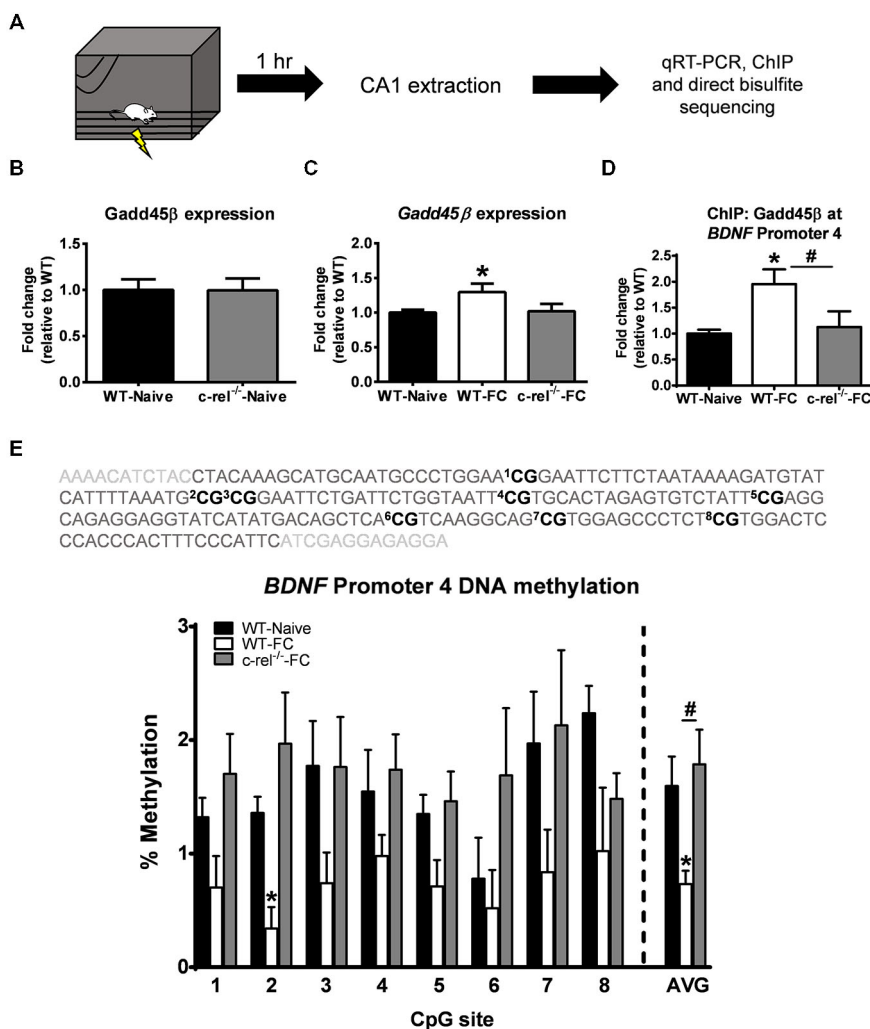 A
1 hr
CA1 extraction
qRT-PCR, ChIP
and direct bisulfite
sequencing
B
Gadd45β expression
Fold change
(relative to WT)
1.5
1.0
0.5
0.0
WT-Naive
c-rel-/--Naive
C
Gadd45β expression
Fold change
(relative to WT)
2.0
1.5
1.0
0.5
0.0
*
WT-Naive
WT-FC
c-rel-/--FC
D
ChIP: Gadd45β at
BDNF Promoter 4
Fold change
(relative to WT)
2.5
2.0
1.5
1.0
0.5
0.0
*
#
WT-Naive
WT-FC
c-rel-/--FC
E
AAAACATCTACCTACAAAGCATGCAATGCCCTGGAA¹CGGAATTCTTCTAATAAAAGATGTAT
CATTTTAAATG²CG³CGGAATTCTGATTCTGGTAATT⁴CGTGCACTAGAGTGTCTATT⁵CGAGG
CAGAGGAGGTATCATATGACAGCTCA⁶CGTCAAGGCAG⁷CGTGGAGCCCTCT⁸CGTGGACTC
CCACCCACTTTCCCATTCATCGAGGAGAGGA
BDNF Promoter 4 DNA methylation
WT-Naive
WT-FC
c-rel-/--FC
% Methylation
3
2
1
0
*
#
*
1 2 3 4 5 6 7 8 AVG
CpG site